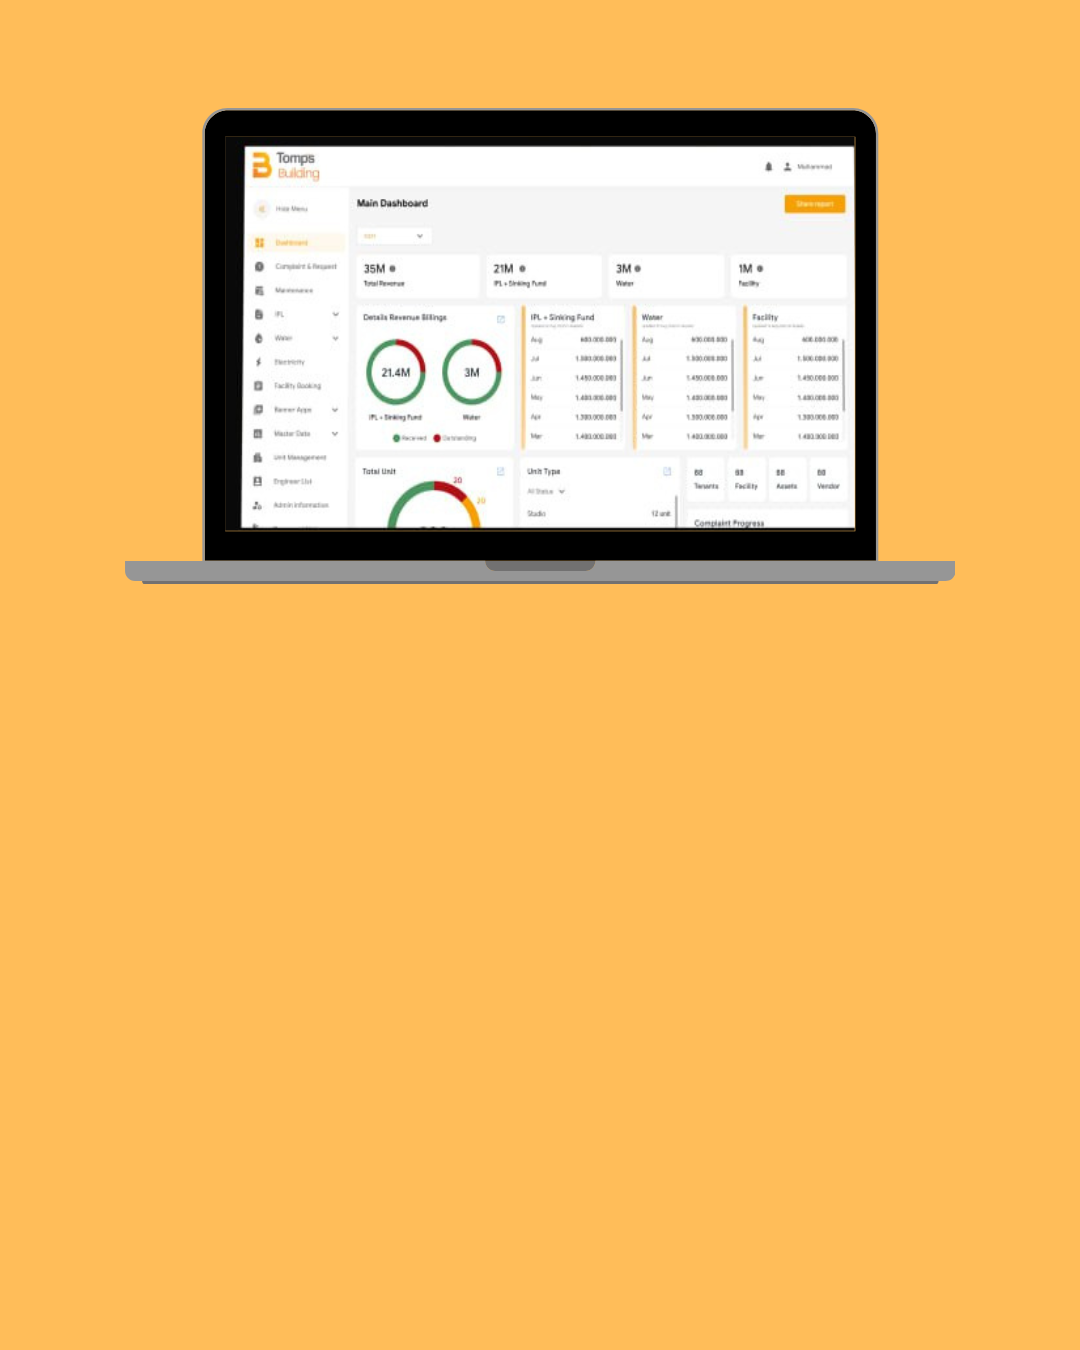 Tomps
Building
Muhammad
Hide Menu
Main Dashboard
Share report
Dashboard
Complaint & Request
Maintenance
IPL
Water
Electricity
Facility Booking
Banner Apps
Master Data
Unit Management
Engineer List
Admin Information
35M
Total Revenue
21M
IPL + Sinking Fund
3M
Water
1M
Facility
Details Revenue Billings
21.4M
3M
IPL + Sinking Fund
Water
Received
Outstanding
IPL + Sinking Fund
Aug 600.000.000
Jul 1.500.000.000
Jun 1.450.000.000
May 1.400.000.000
Apr 1.300.000.000
Mar 1.400.000.000
Water
Aug 600.000.000
Jul 1.500.000.000
Jun 1.450.000.000
May 1.400.000.000
Apr 1.300.000.000
Mar 1.400.000.000
Facility
Aug 600.000.000
Jul 1.500.000.000
Jun 1.450.000.000
May 1.400.000.000
Apr 1.300.000.000
Mar 1.400.000.000
Total Unit
20
20
Unit Type
All Status
Studio 12 unit
88
Tenants
88
Facility
88
Assets
88
Vendor
Complaint Progress